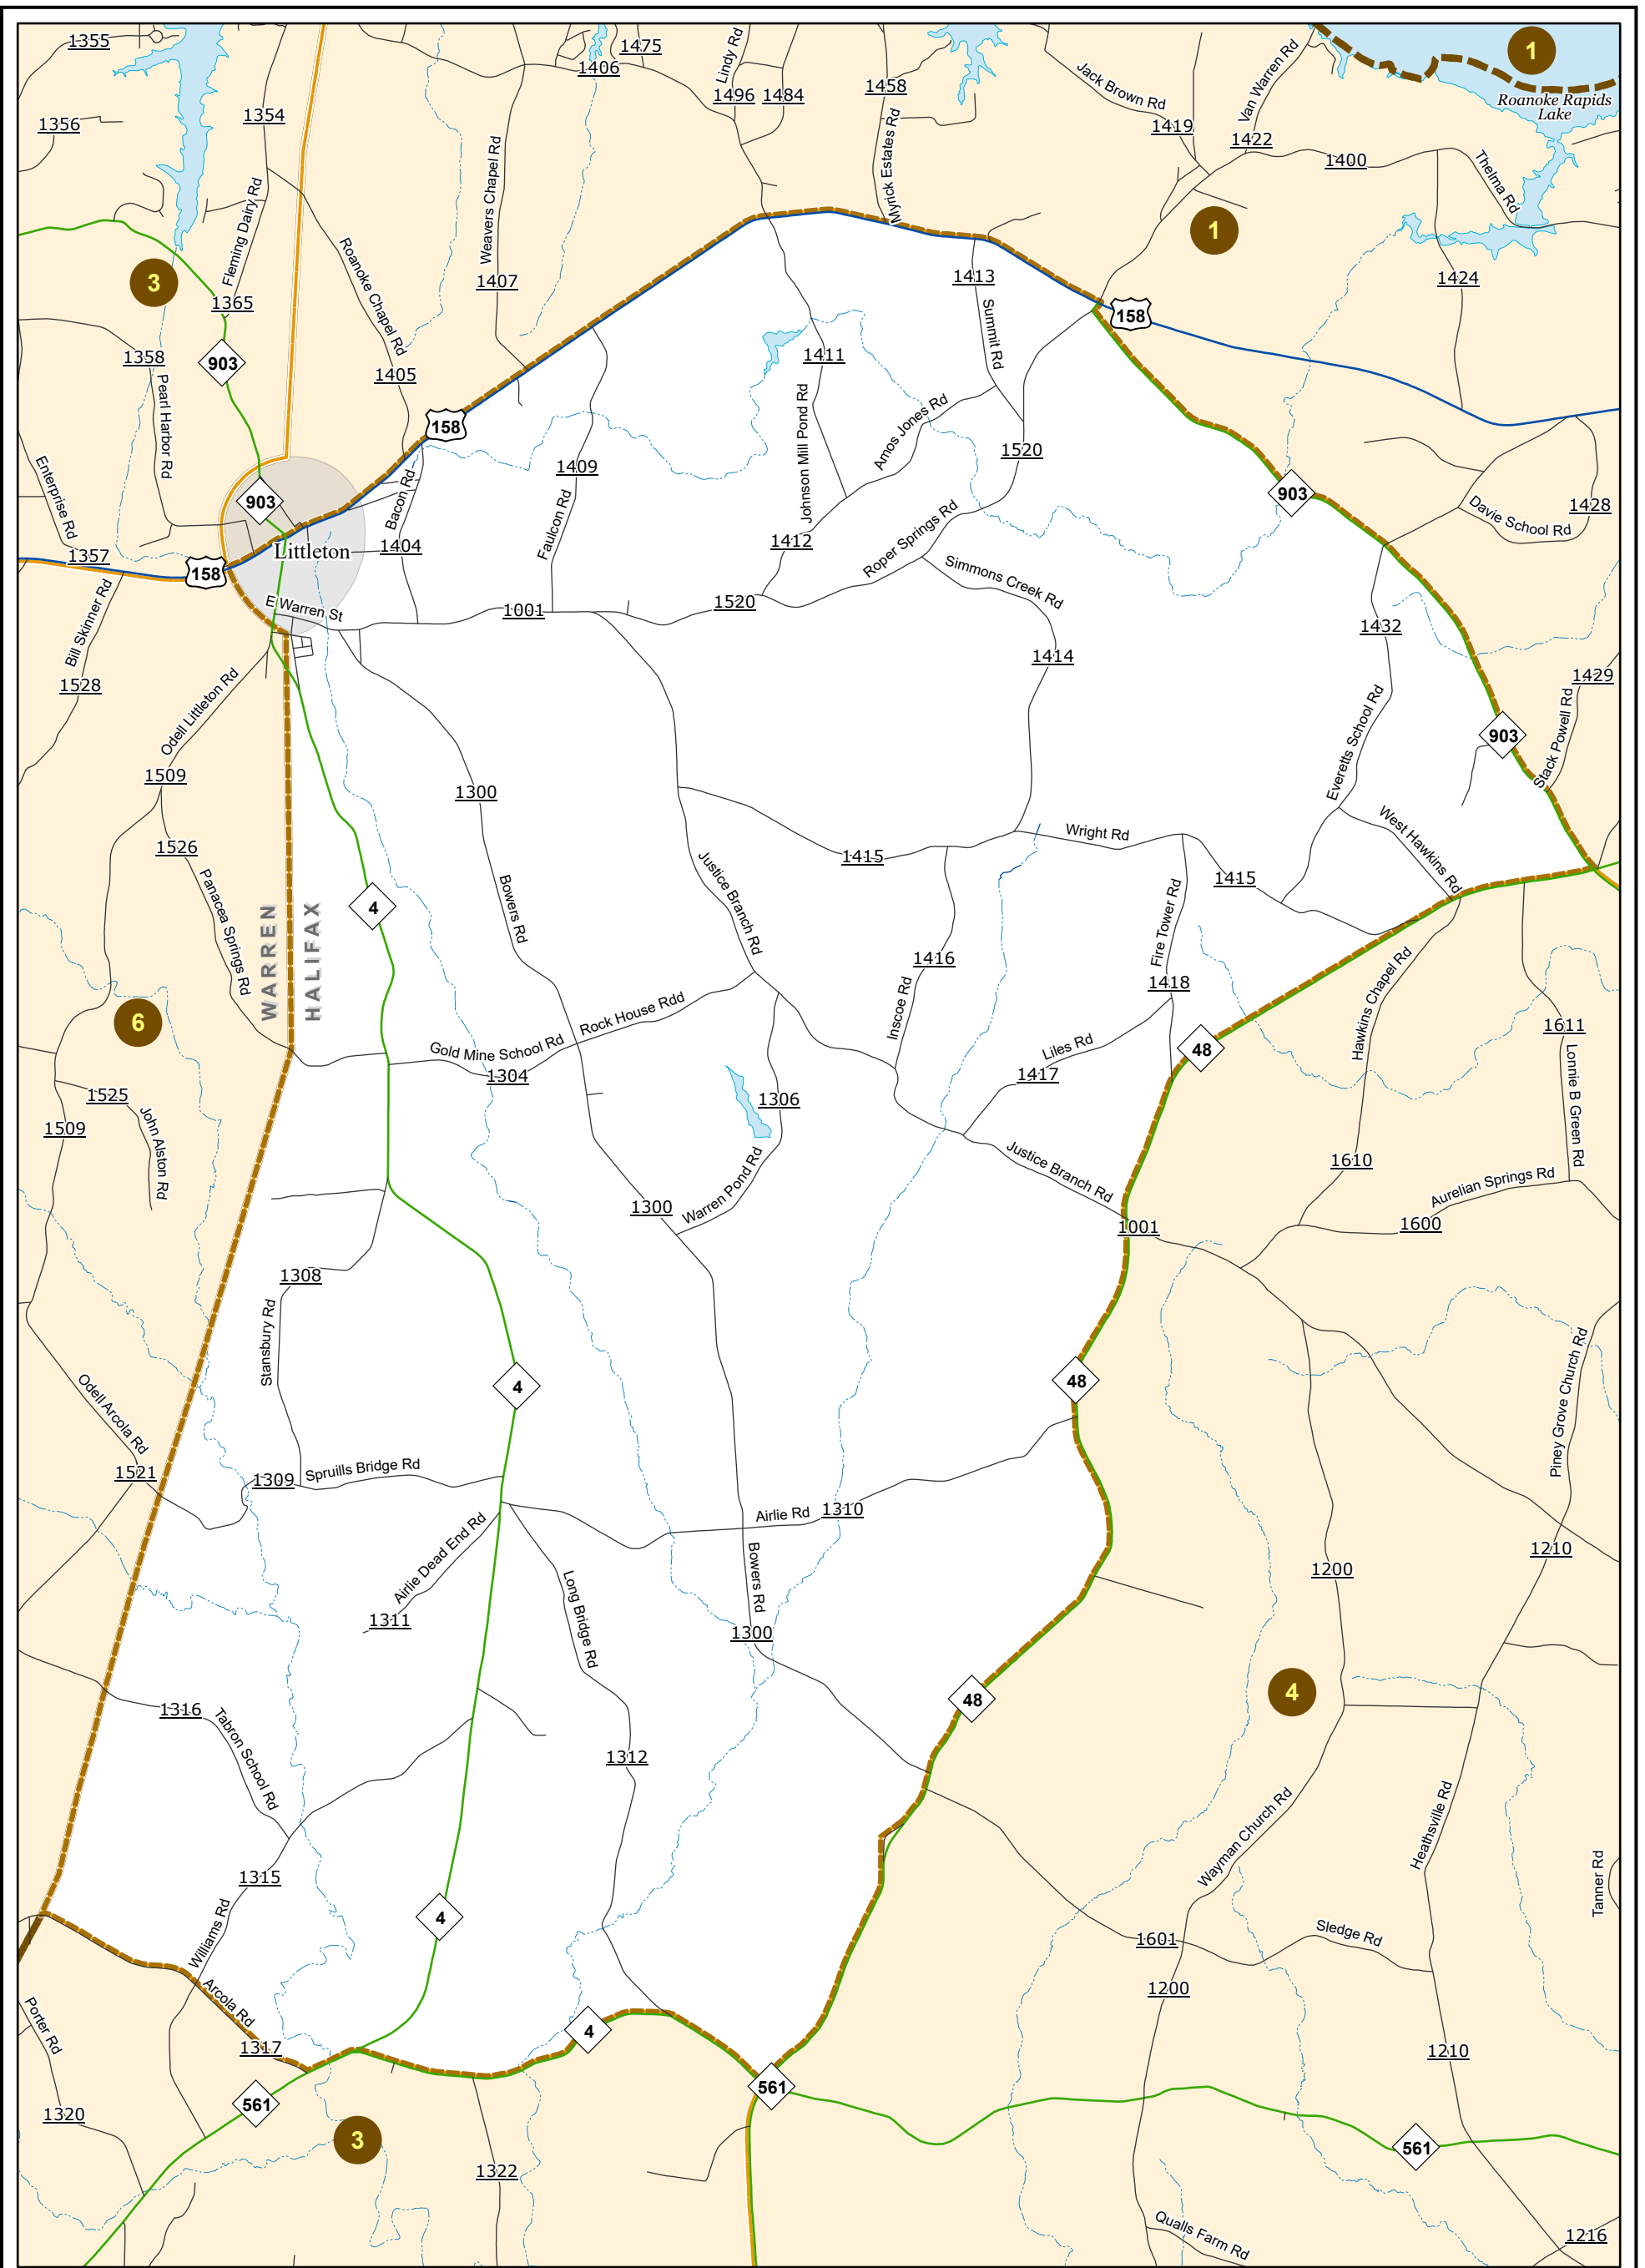 1355
1475
1406
Lindy Rd
1496
1484
1458
Jack Brown Rd
Van Warren Rd
1
Roanoke Rapids
Lake
1356
1354
1419
1422
1400
Thelma Rd
Weavers Chapel Rd
Myrick Estates Rd
Fleming Dairy Rd
1
3
1365
Roanoke Chapel Rd
1407
1413
1424
158
Summit Rd
1358
903
1411
1405
Pearl Harbor Rd
158
Johnson Mill Pond Rd
Amos Jones Rd
1520
Enterprise Rd
903
Bacon Rd
1409
903
Davie School Rd
1428
Faulcon Rd
Littleton
1404
1412
Roper Springs Rd
1357
158
Simmons Creek Rd
E Warren St
1001
1520
Bill Skinner Rd
1432
1414
1528
1429
Odell Littleton Rd
Everetts School Rd
903
Stack Powell Rd
1509
1300
West Hawkins Rd
1526
Wright Rd
1415
1415
Panacea Springs Rd
Bowers Rd
Justice Branch Rd
Fire Tower Rd
4
WARREN
HALIFAX
1416
1418
Hawkins Chapel Rd
Inscoe Rd
6
Rock House Rdd
1611
Gold Mine School Rd
Liles Rd
48
1304
1417
Lonnie B Green Rd
1525
1306
John Alston Rd
1509
Justice Branch Rd
1610
Warren Pond Rd
Aurelian Springs Rd
1300
1001
1600
1308
Stansbury Rd
Piney Grove Church Rd
4
48
Odell Arcola Rd
1521
1309
Spruills Bridge Rd
Airlie Rd
1310
Airlie Dead End Rd
Bowers Rd
1210
1200
Long Bridge Rd
1311
1300
4
48
1316
Tabron School Rd
1312
Wayman Church Rd
Heathsville Rd
1315
Tanner Rd
4
Williams Rd
1601
Sledge Rd
Arcola Rd
1200
Porter Rd
4
1317
1210
561
561
1320
3
561
1322
Qualls Farm Rd
1216